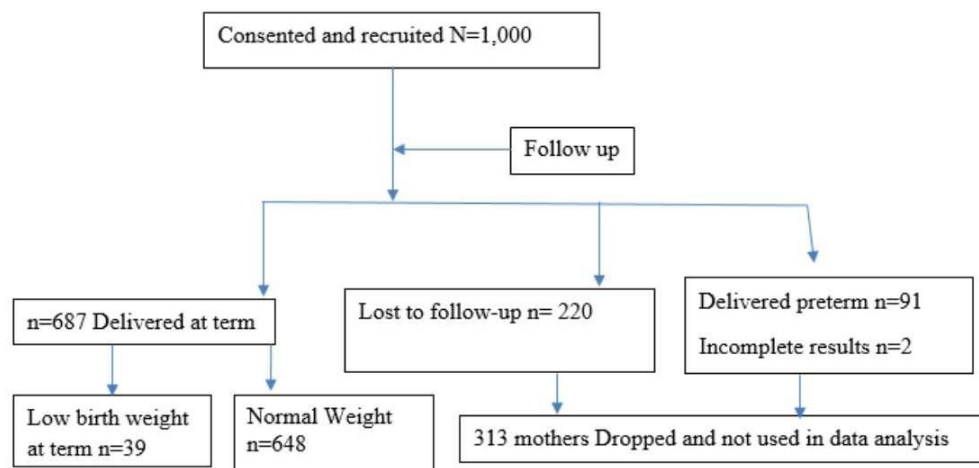 Consented and recruited N=1,000
Follow up
n=687 Delivered at term
Lost to follow-up n= 220
Delivered preterm n=91
Incomplete results n=2
Low birth weight
at term n=39
Normal Weight
n=648
313 mothers Dropped and not used in data analysis